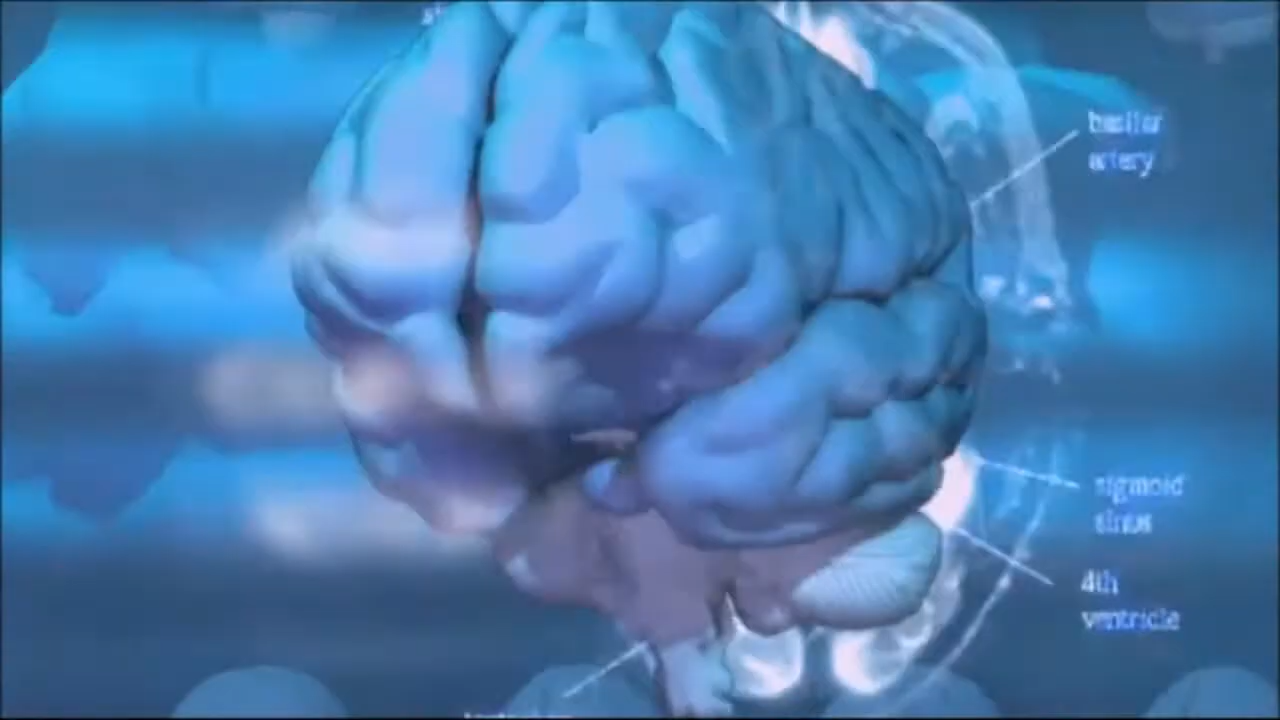 basilar
artery
sigmoid
sinus
4th
ventricle